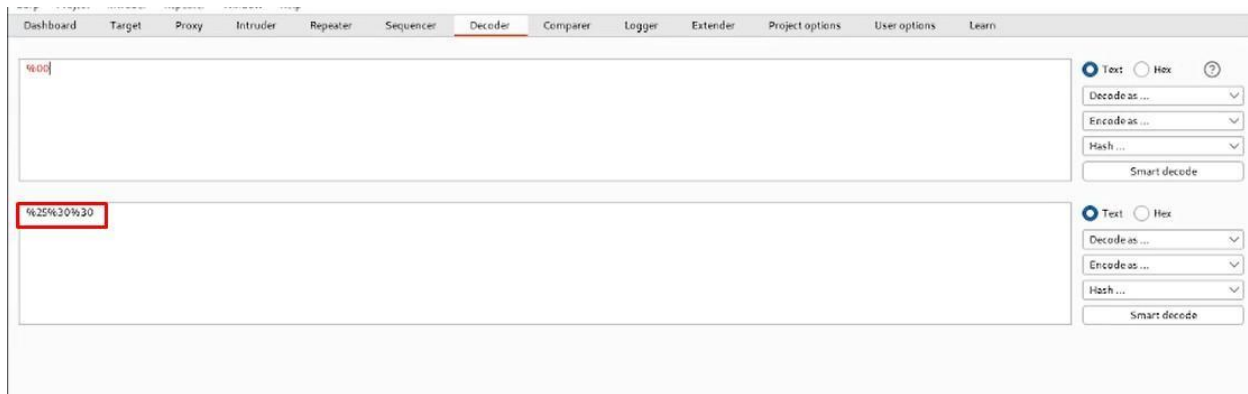 Dashboard Target Proxy Intruder Repeater Sequencer Decoder Comparer Logger Extender Project options User options Learn
%00
Text Hex ?
Decode as ...
Encode as ...
Hash ...
Smart decode
%25%30%30
Text Hex
Decode as ...
Encode as ...
Hash ...
Smart decode